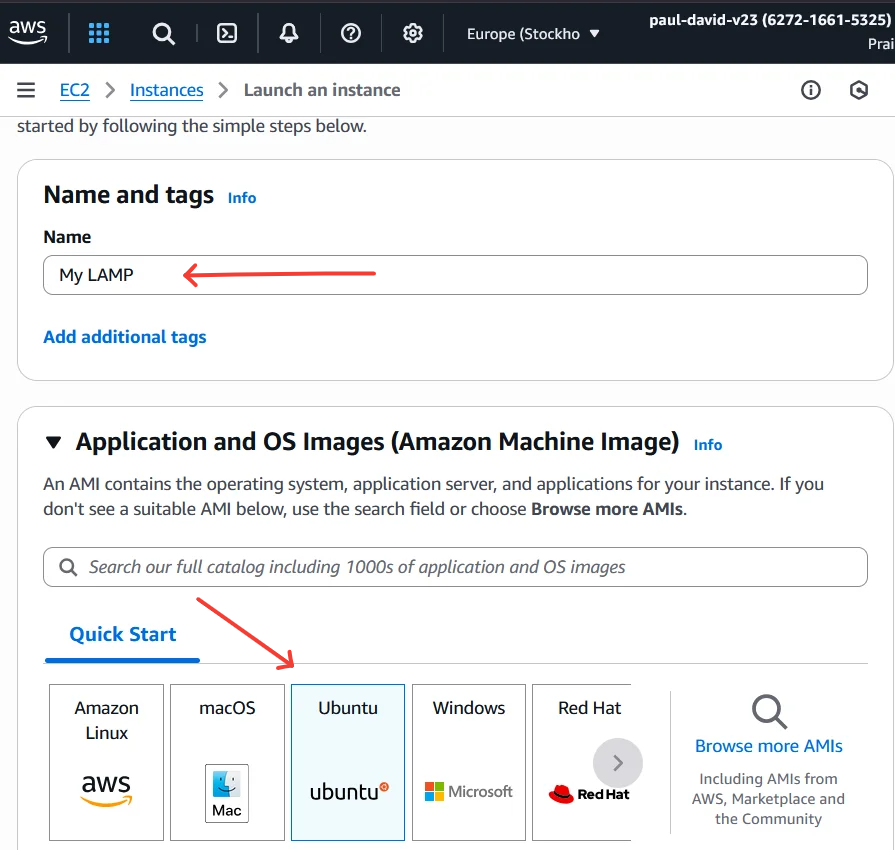 aws
Europe (Stockho
paul-david-v23 (6272-1661-5325)
Prai
EC2
Instances
Launch an instance
started by following the simple steps below.
Name and tags Info
Name
My LAMP
Add additional tags
Application and OS Images (Amazon Machine Image) Info
An AMI contains the operating system, application server, and applications for your instance. If you
don't see a suitable AMI below, use the search field or choose Browse more AMIs.
Search our full catalog including 1000s of application and OS images
Quick Start
Amazon
Linux
aws
macOS
Mac
Ubuntu
ubuntu
Windows
Microsoft
Red Hat
Red Hat
Browse more AMIs
Including AMIs from
AWS, Marketplace and
the Community